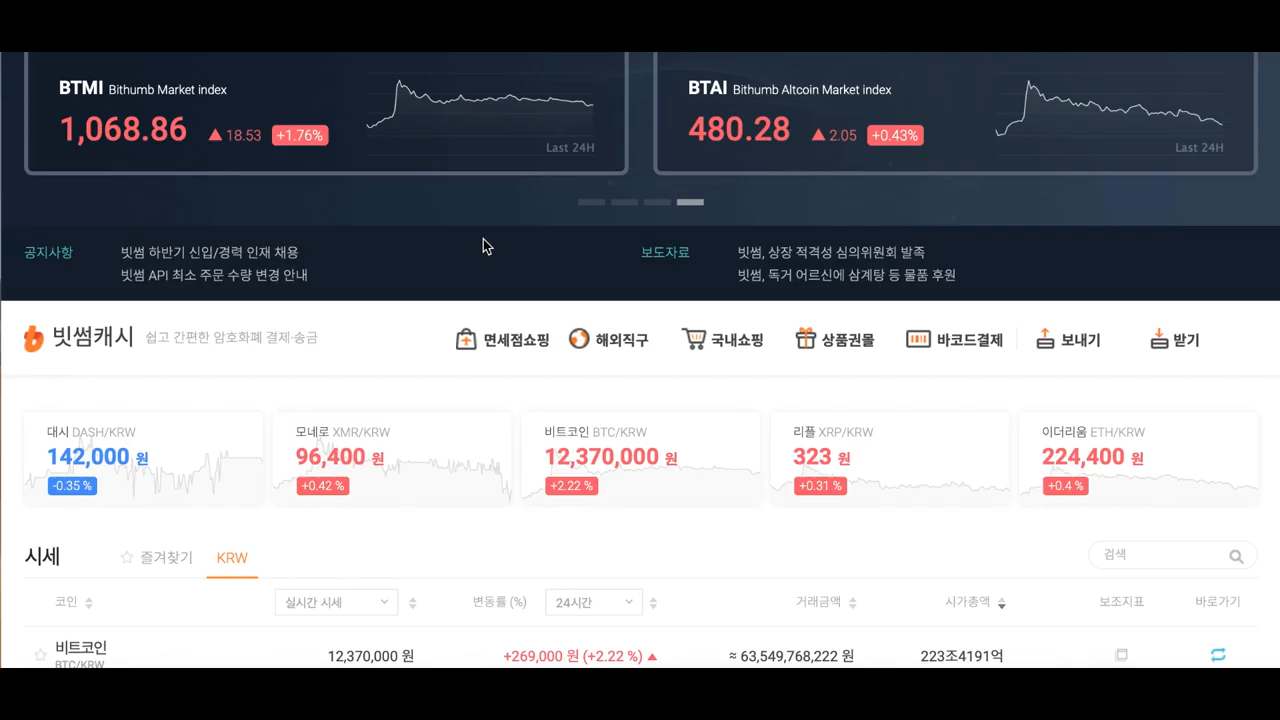 BTMI Bithumb Market index
1,068.86 ▲ 18.53 +1.76%
Last 24H
BTAI Bithumb Altcoin Market index
480.28 ▲ 2.05 +0.43%
Last 24H
공지사항
빗썸 하반기 신입/경력 인재 채용
빗썸 API 최소 주문 수량 변경 안내
보도자료
빗썸, 상장 적격성 심의위원회 발족
빗썸, 독거 어르신에 삼계탕 등 물품 후원
빗썸캐시 쉽고 간편한 암호화폐 결제·송금
면세점쇼핑 해외직구 국내쇼핑 상품권몰 바코드결제 보내기 받기
대시 DASH/KRW
142,000 원
-0.35 %
모네로 XMR/KRW
96,400 원
+0.42 %
비트코인 BTC/KRW
12,370,000 원
+2.22 %
리플 XRP/KRW
323 원
+0.31 %
이더리움 ETH/KRW
224,400 원
+0.4 %
시세 즐겨찾기 KRW 검색
코인 실시간 시세 변동률 (%) 24시간 거래금액 시가총액 보조지표 바로가기
비트코인 12,370,000 원 +269,000 원 (+2.22 %) ▲ ≈ 63,549,768,222 원 223조4191억
BTC/KRW